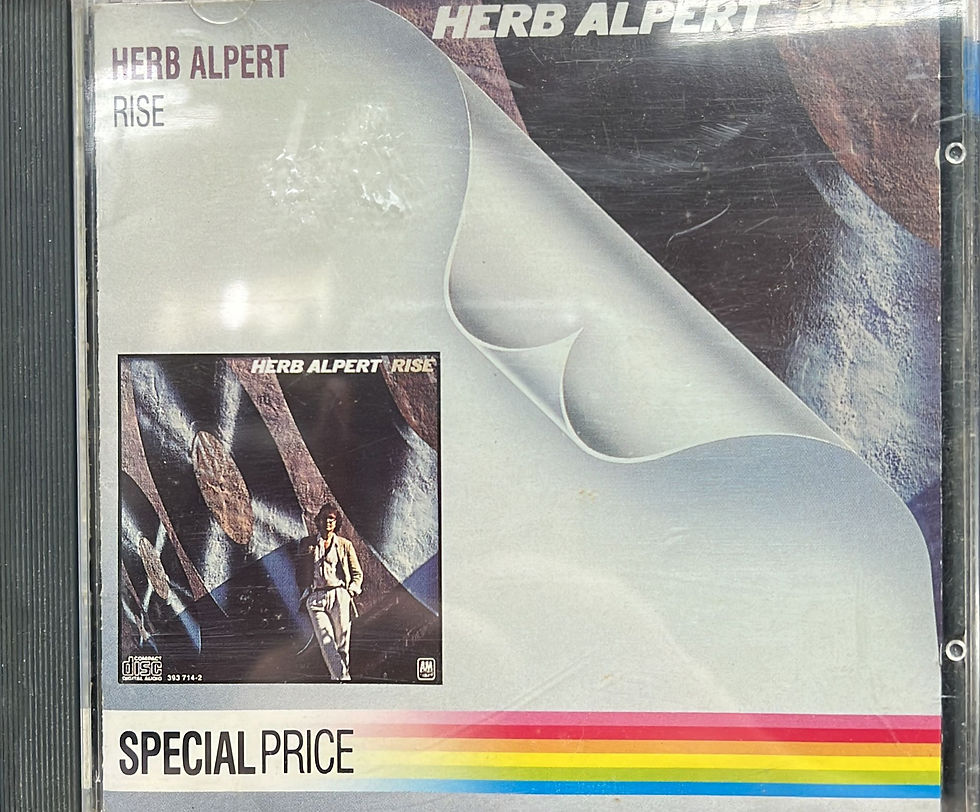 HERB ALPERT RISE
HERB ALPERT
RISE
HERB ALPERT RISE
COMPACT
disc
DIGITAL AUDIO
393 714-2
A&M
SPECIAL PRICE